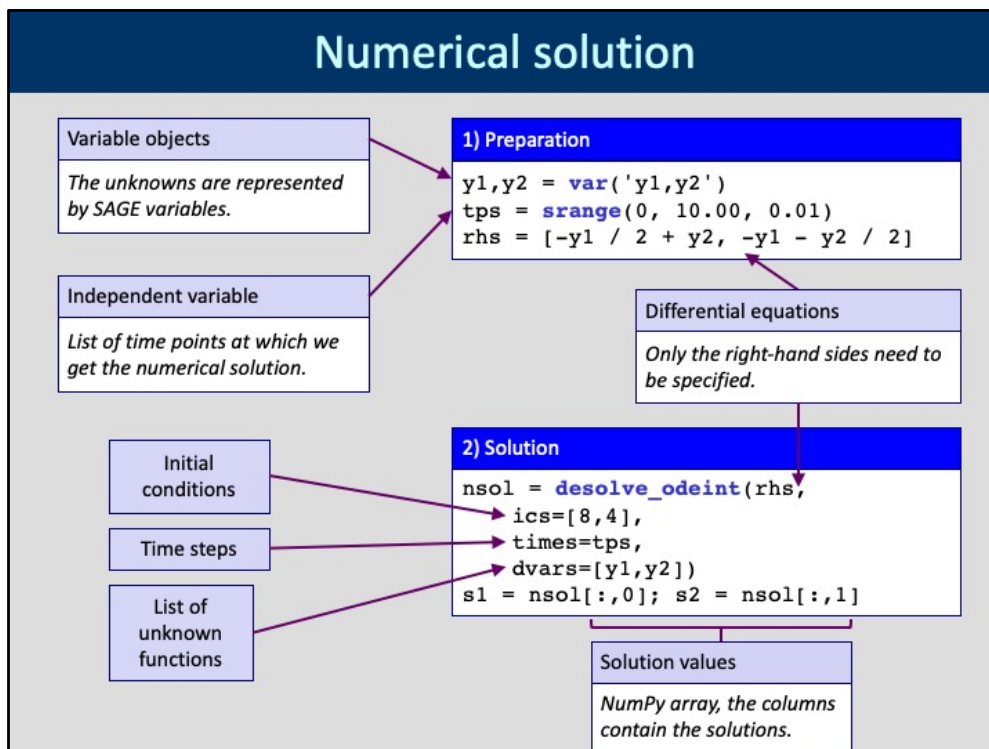 Numerical solution
Variable objects
The unknowns are represented
by SAGE variables.
Independent variable
List of time points at which we
get the numerical solution.
1) Preparation
y1,y2 = var('y1,y2')
tps = srange(0, 10.00, 0.01)
rhs = [-y1 / 2 + y2, -y1 - y2 / 2]
Differential equations
Only the right-hand sides need to
be specified.
Initial
conditions
Time steps
List of
unknown
functions
2) Solution
nsol = desolve_odeint(rhs,
ics=[8,4],
times=tps,
dvars=[y1,y2])
s1 = nsol[:,0]; s2 = nsol[:,1]
Solution values
NumPy array, the columns
contain the solutions.